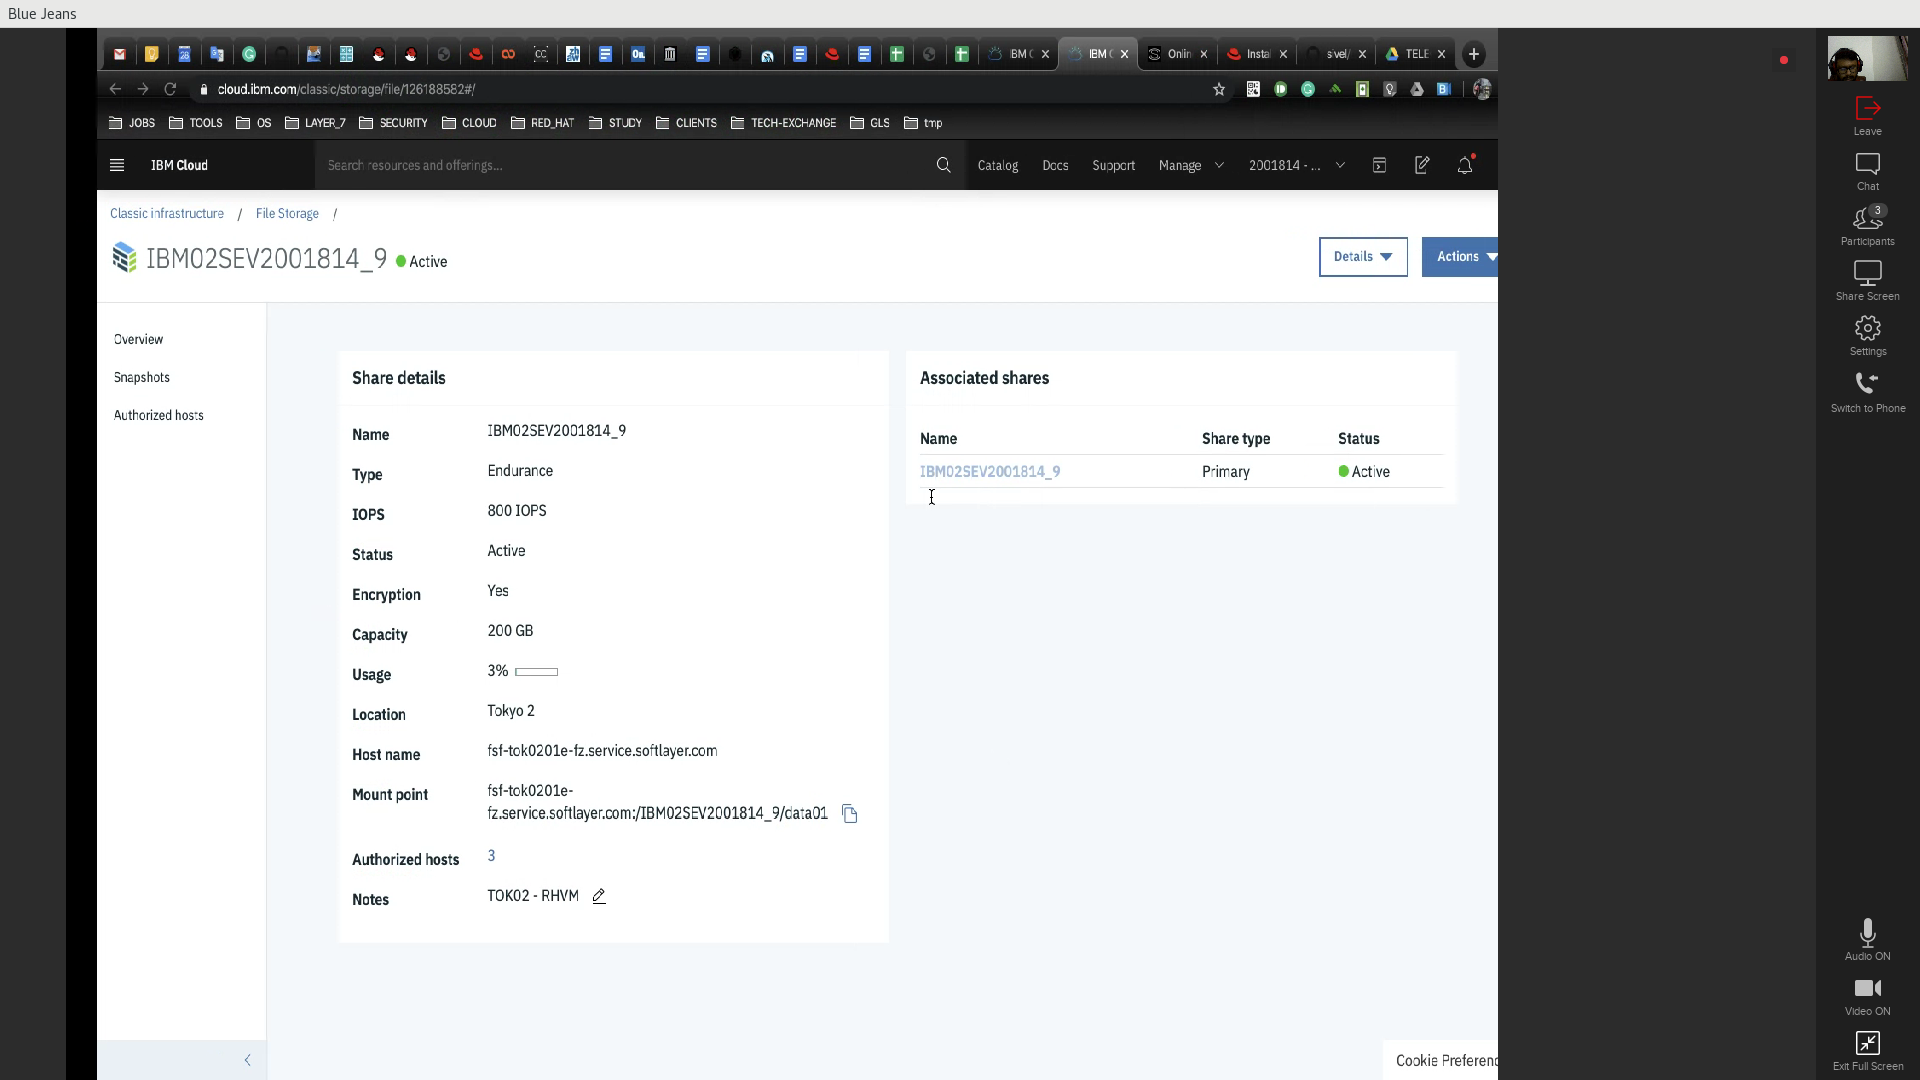 Blue Jeans
IBM C
IBM C
Onlin
Instal
sivel/
TELE
cloud.ibm.com/classic/storage/file/126188582#/
JOBS TOOLS OS LAYER_7 SECURITY CLOUD RED_HAT STUDY CLIENTS TECH-EXCHANGE GLS tmp
IBM Cloud
Search resources and offerings...
Catalog Docs Support Manage 2001814 - ...
Classic infrastructure / File Storage /
IBM02SEV2001814_9 Active
Details
Actions
Overview
Snapshots
Authorized hosts
Share details
Name IBM02SEV2001814_9
Type Endurance
IOPS 800 IOPS
Status Active
Encryption Yes
Capacity 200 GB
Usage 3%
Location Tokyo 2
Host name fsf-tok0201e-fz.service.softlayer.com
Mount point fsf-tok0201e-
fz.service.softlayer.com:/IBM02SEV2001814_9/data01
Authorized hosts 3
Notes TOK02 - RHVM
Associated shares
Name Share type Status
IBM02SEV2001814_9 Primary Active
Cookie Preferenc
Leave
Chat
3
Participants
Share Screen
Settings
Switch to Phone
Audio ON
Video ON
Exit Full Screen